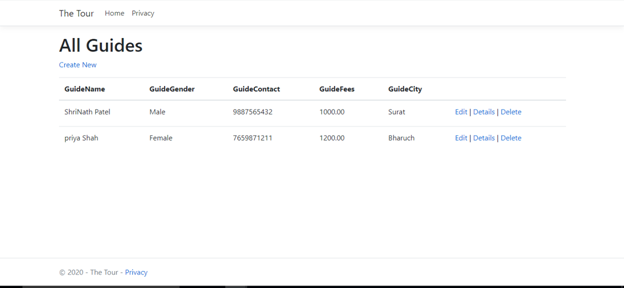 The Tour Home Privacy
All Guides
Create New
GuideName GuideGender GuideContact GuideFees GuideCity
ShriNath Patel Male 9887565432 1000.00 Surat Edit | Details | Delete
priya Shah Female 7659871211 1200.00 Bharuch Edit | Details | Delete
© 2020 - The Tour - Privacy